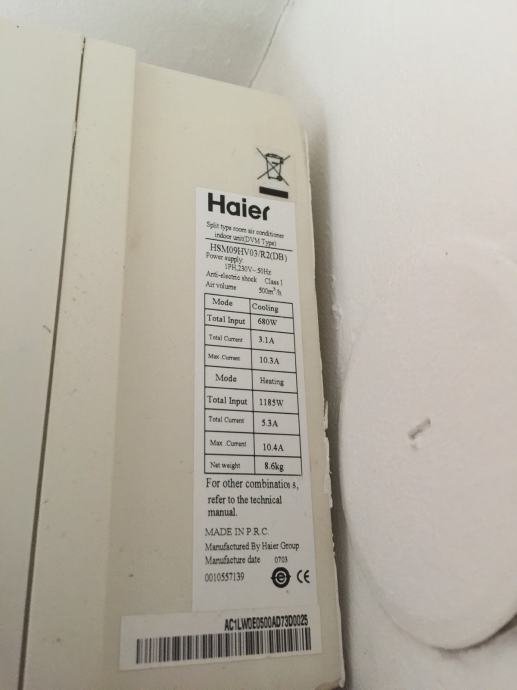 Haier
Split type room air conditioner
indoor unit(DVM Type)
HSM09HV03/R2(DB)
Power supply:
1PH,230V~,50Hz
Anti-electric shock Class I
Air volume 500m³/h
Mode Cooling
Total Input 680W
Total Current 3.1A
Max .Current 10.3A
Mode Heating
Total Input 1185W
Total Current 5.3A
Max .Current 10.4A
Net weight 8.6kg
For other combinations,
refer to the technical
manual.
MADE IN P.R.C.
Manufactured By Haier Group
Manufacture date 0703
0010557139 CE
AC1LW0E0500AD73D0025